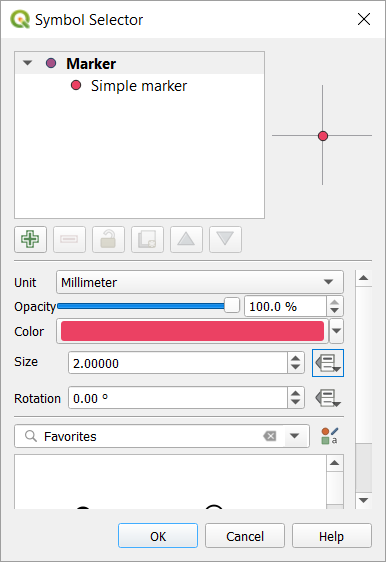 Symbol Selector
Marker
Simple marker
Unit Millimeter
Opacity 100.0 %
Color
Size 2.00000
Rotation 0.00 °
Favorites
a
OK Cancel Help